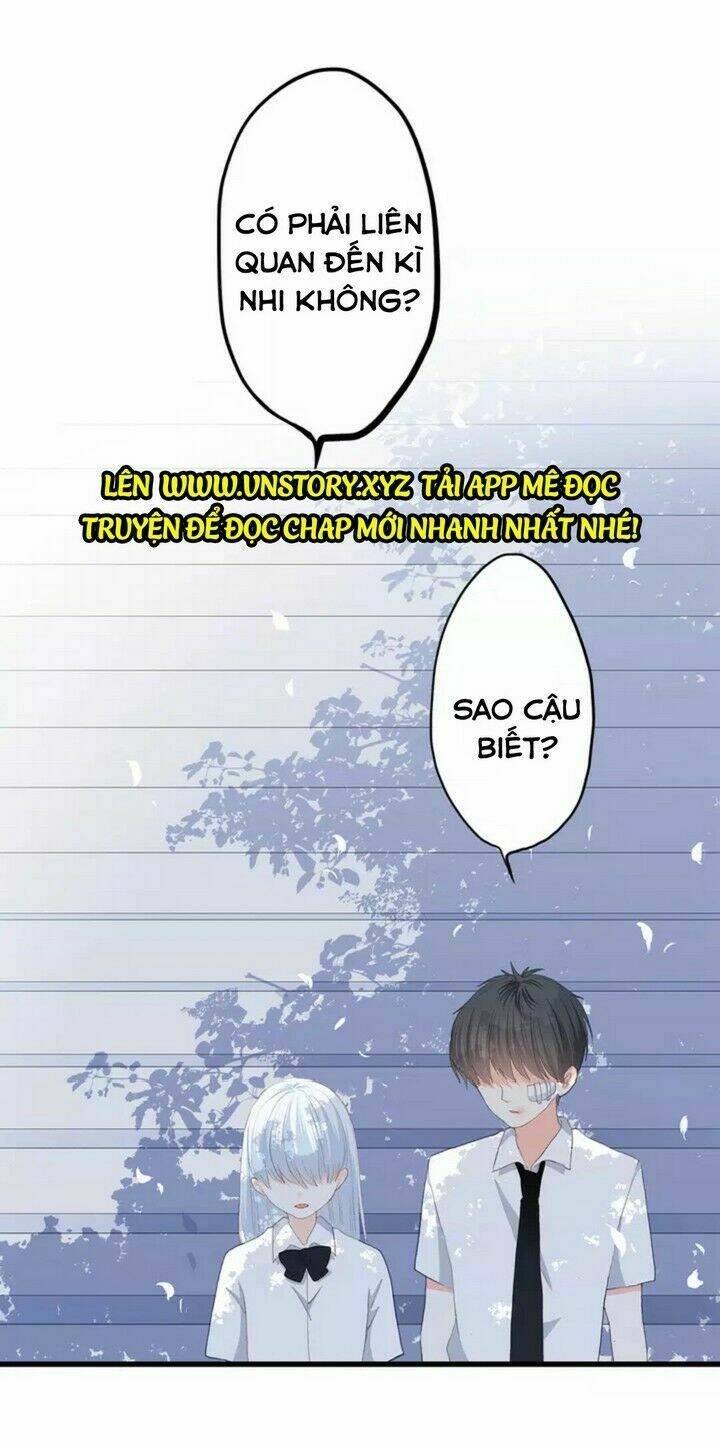 CÓ PHẢI LIÊN
QUAN ĐẾN KÌ
NHI KHÔNG?
LÊN WWW.VNSTORY.XYZ TẢI APP MÊ ĐỌC
TRUYỆN ĐỂ ĐỌC CHAP MỚI NHANH NHẤT NHÉ!
SAO CẬU
BIẾT?